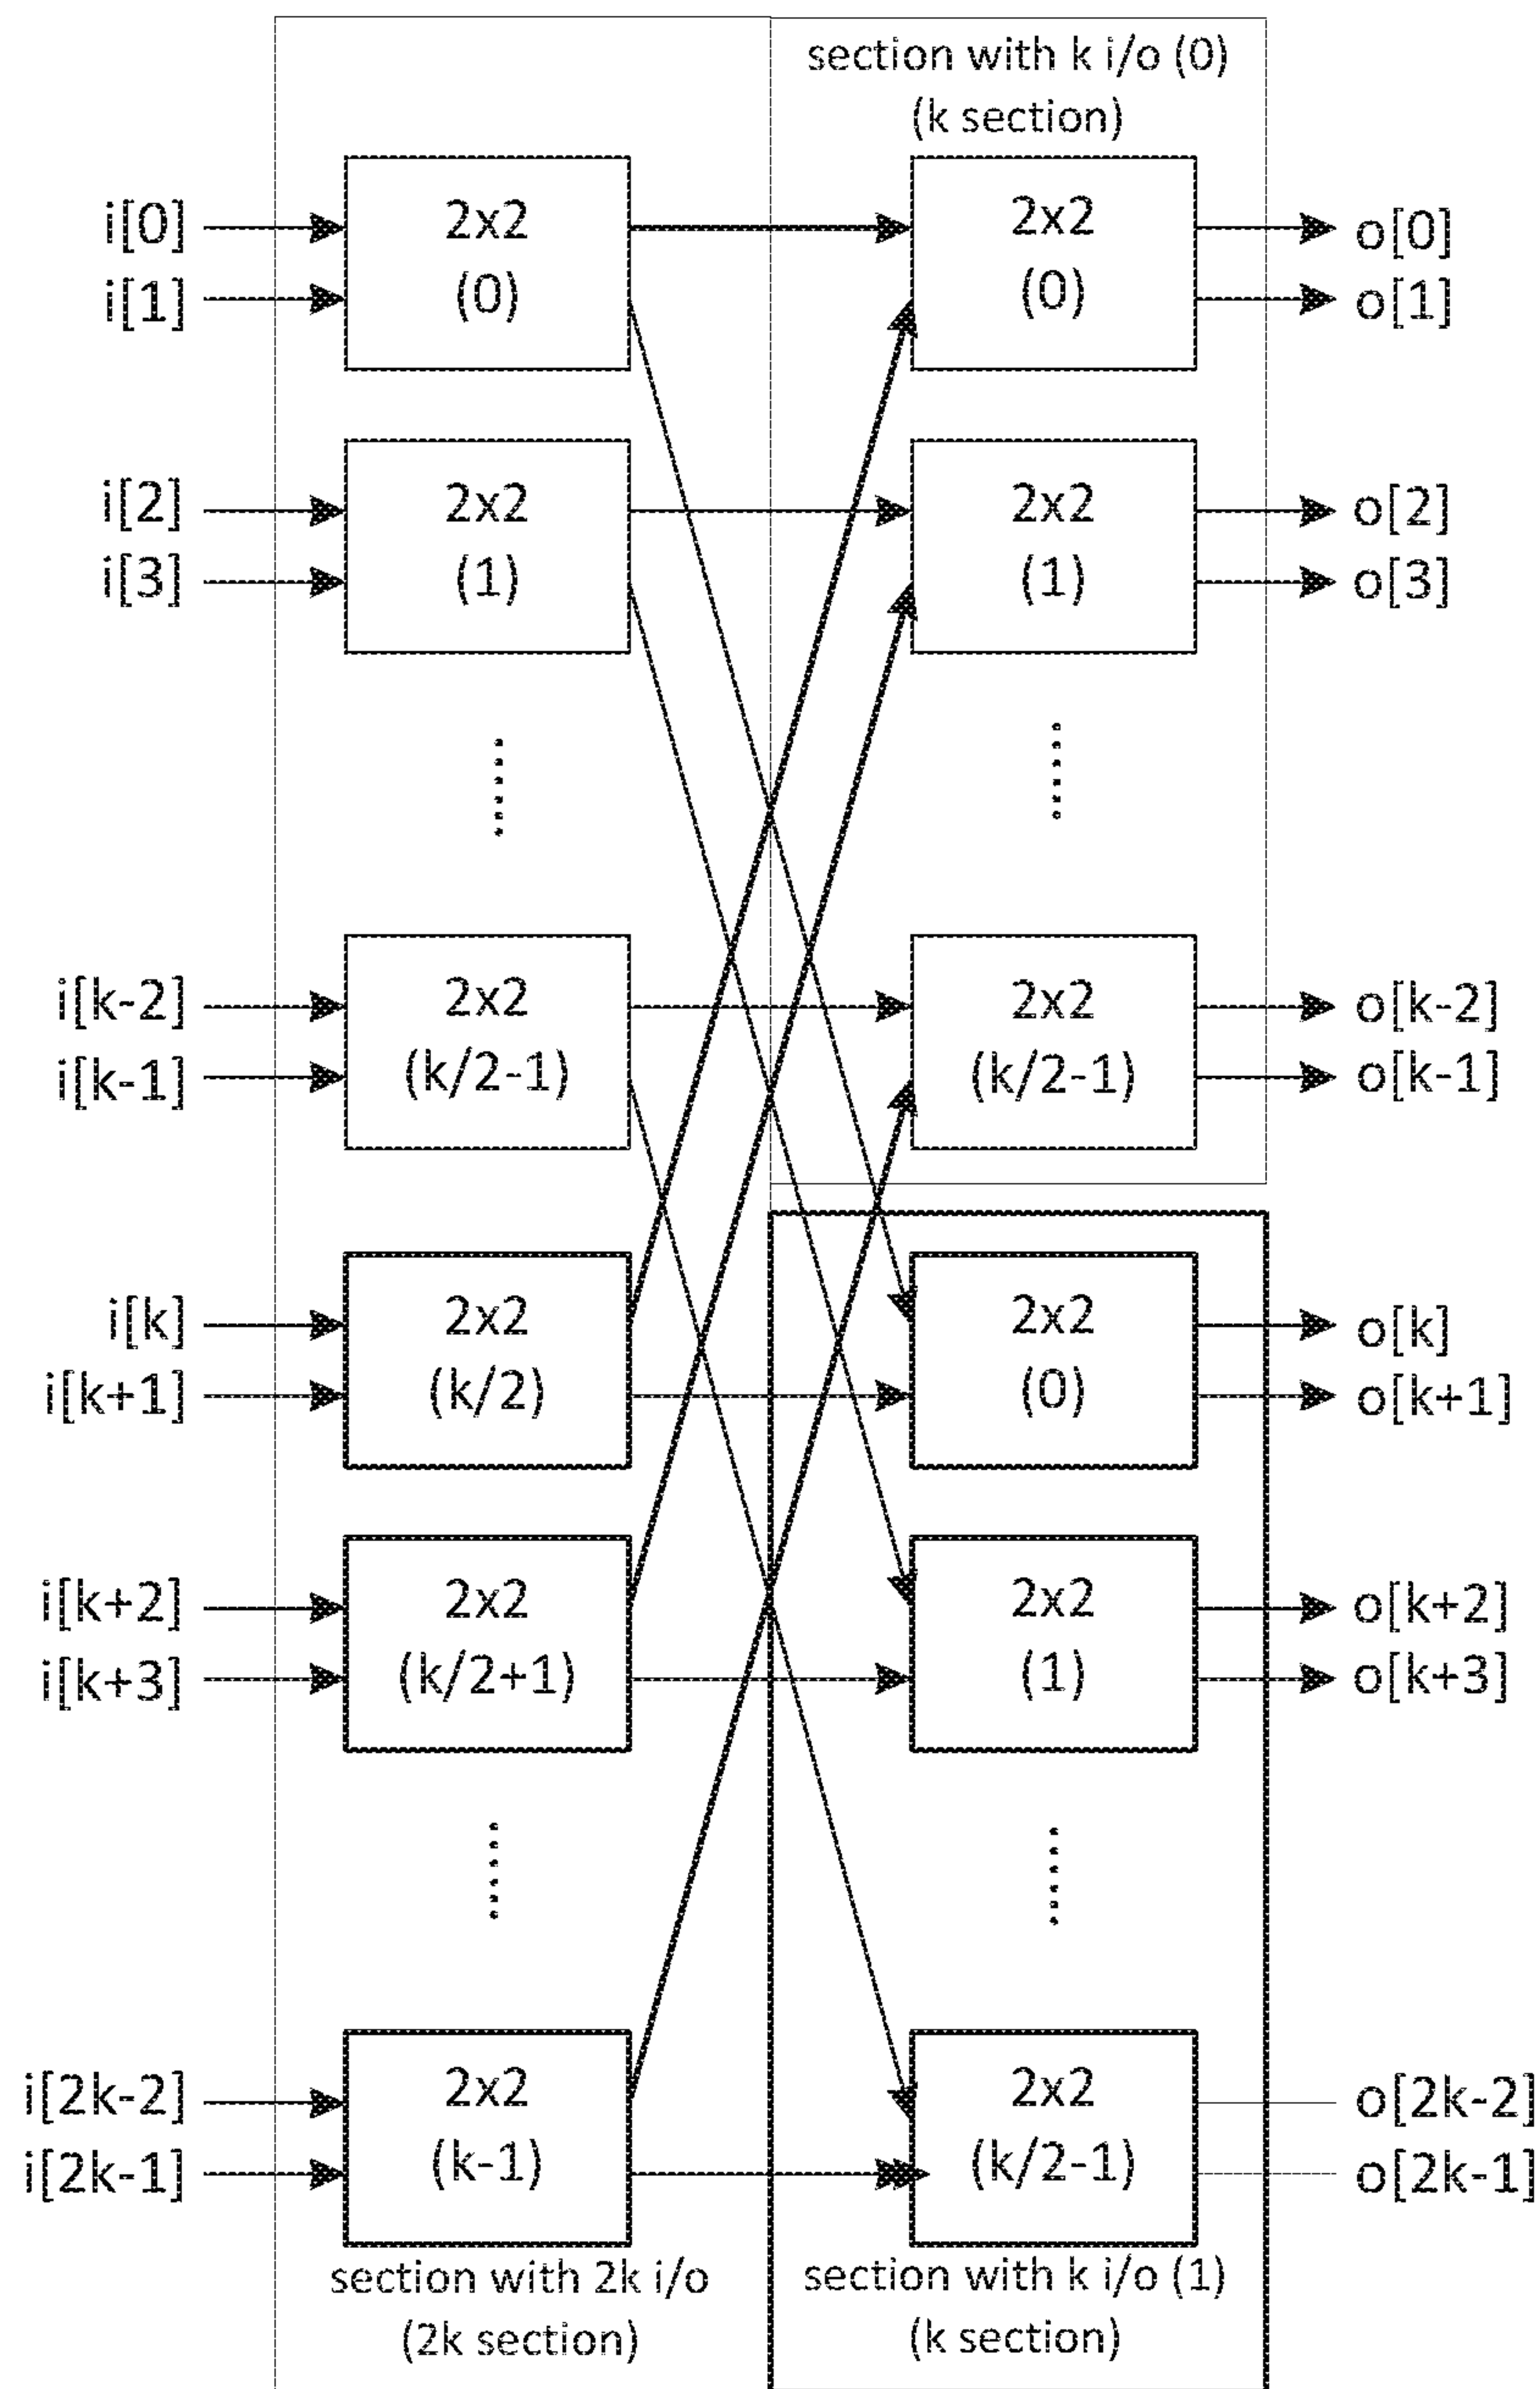 section with k i/o (0)
(k section)
i[0]
i[1]
2x2
(0)
2x2
(0)
o[0]
o[1]
i[2]
i[3]
2x2
(1)
2x2
(1)
o[2]
o[3]
i[k-2]
i[k-1]
2x2
(k/2-1)
2x2
(k/2-1)
o[k-2]
o[k-1]
i[k]
i[k+1]
2x2
(k/2)
2x2
(0)
o[k]
o[k+1]
i[k+2]
i[k+3]
2x2
(k/2+1)
2x2
(1)
o[k+2]
o[k+3]
i[2k-2]
i[2k-1]
2x2
(k-1)
2x2
(k/2-1)
o[2k-2]
o[2k-1]
section with 2k i/o
(2k section)
section with k i/o (1)
(k section)